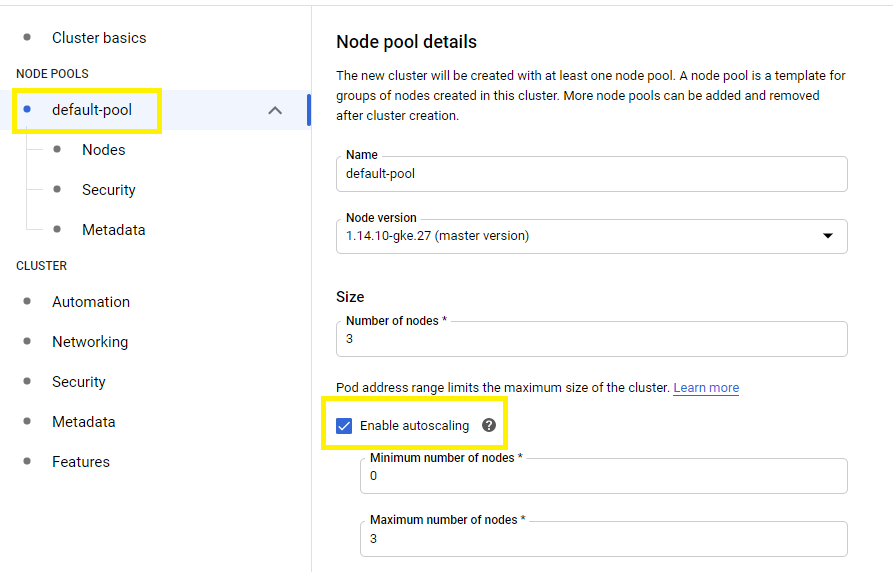 Cluster basics
NODE POOLS
default-pool
Nodes
Security
Metadata
CLUSTER
Automation
Networking
Security
Metadata
Features
Node pool details
The new cluster will be created with at least one node pool. A node pool is a template for
groups of nodes created in this cluster. More node pools can be added and removed
after cluster creation.
Name
default-pool
Node version
1.14.10-gke.27 (master version)
Size
Number of nodes *
3
Pod address range limits the maximum size of the cluster. Learn more
Enable autoscaling ?
Minimum number of nodes *
0
Maximum number of nodes *
3